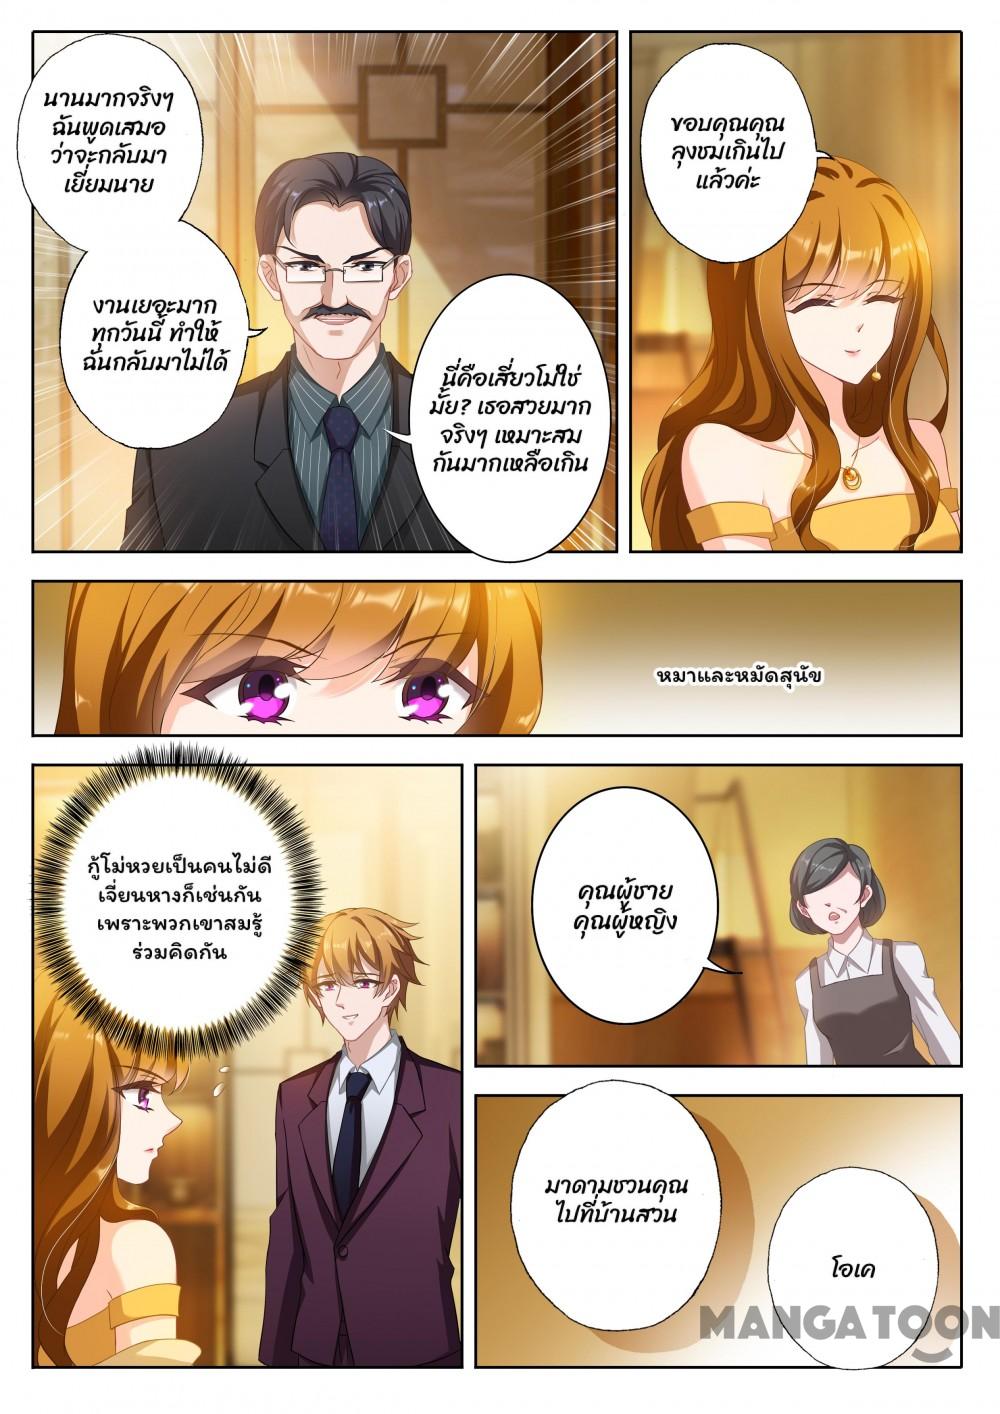 นานมากจริงๆ
ฉันพูดเสมอ
ว่าจะกลับมา
เยี่ยมนาย
งานเยอะมาก
ทุกวันนี้ ทำให้
ฉันกลับมาไม่ได้
นี่คือเสี่ยวโม่ใช่
มั้ย? เธอสวยมาก
จริงๆ เหมาะสม
กันมากเหลือเกิน
ขอบคุณคุณ
ลุงชมเกินไป
แล้วค่ะ
หมาและหมัดสุนัข
กู้โม่หวยเป็นคนไม่ดี
เจี่ยนหางก็เช่นกัน
เพราะพวกเขาสมรู้
ร่วมคิดกัน
คุณผู้ชาย
คุณผู้หญิง
มาดามชวนคุณ
ไปที่บ้านสวน
โอเค
MANGATOON